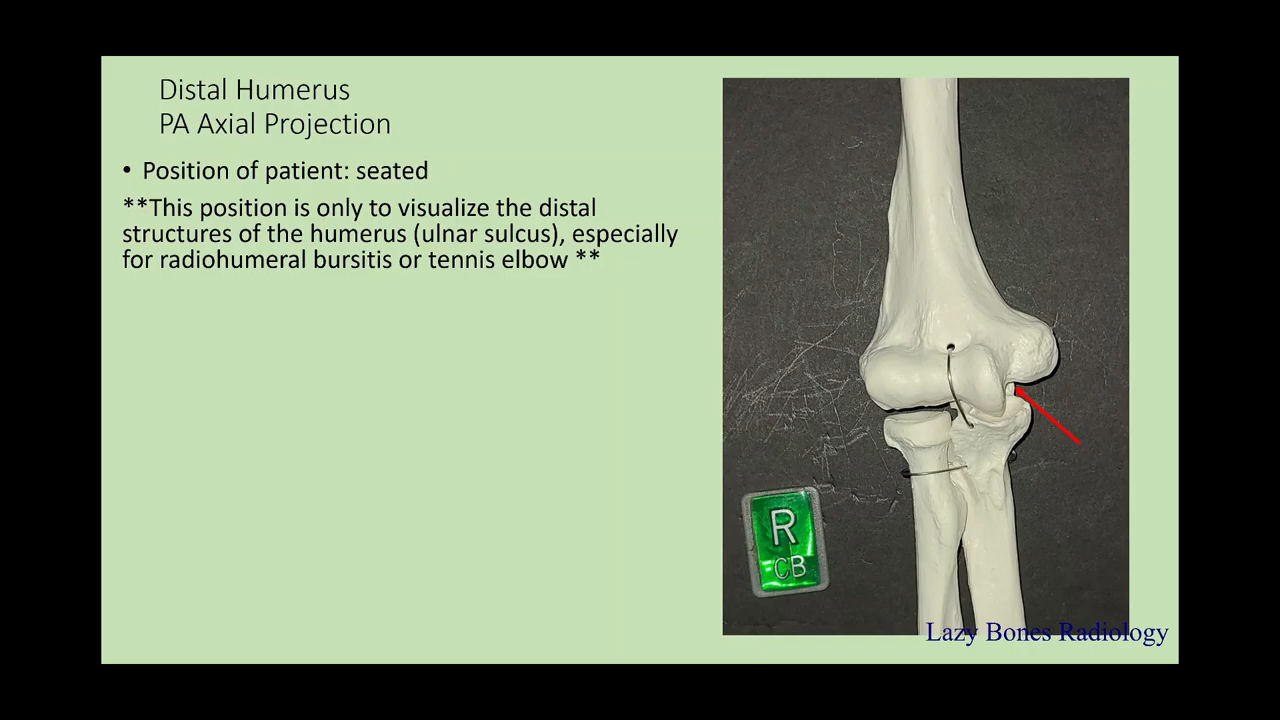 Distal Humerus
PA Axial Projection
• Position of patient: seated
**This position is only to visualize the distal
structures of the humerus (ulnar sulcus), especially
for radiohumeral bursitis or tennis elbow **
R
CB
Lazy Bones Radiology